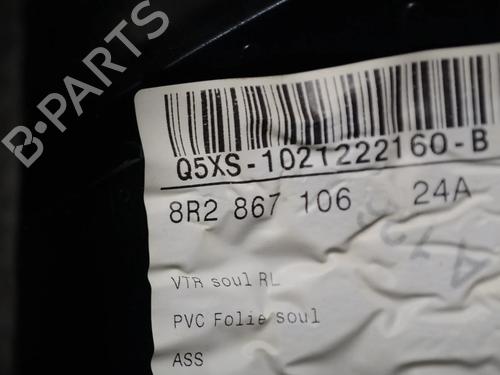 B-PARTS
Q5XS-1021222160-B
8R2 867 106 24A
VTR soul RL
PVC Folie soul
ASS